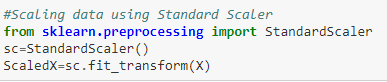 #Scaling data using Standard Scaler
from sklearn.preprocessing import StandardScaler
sc=StandardScaler()
ScaledX=sc.fit_transform(X)